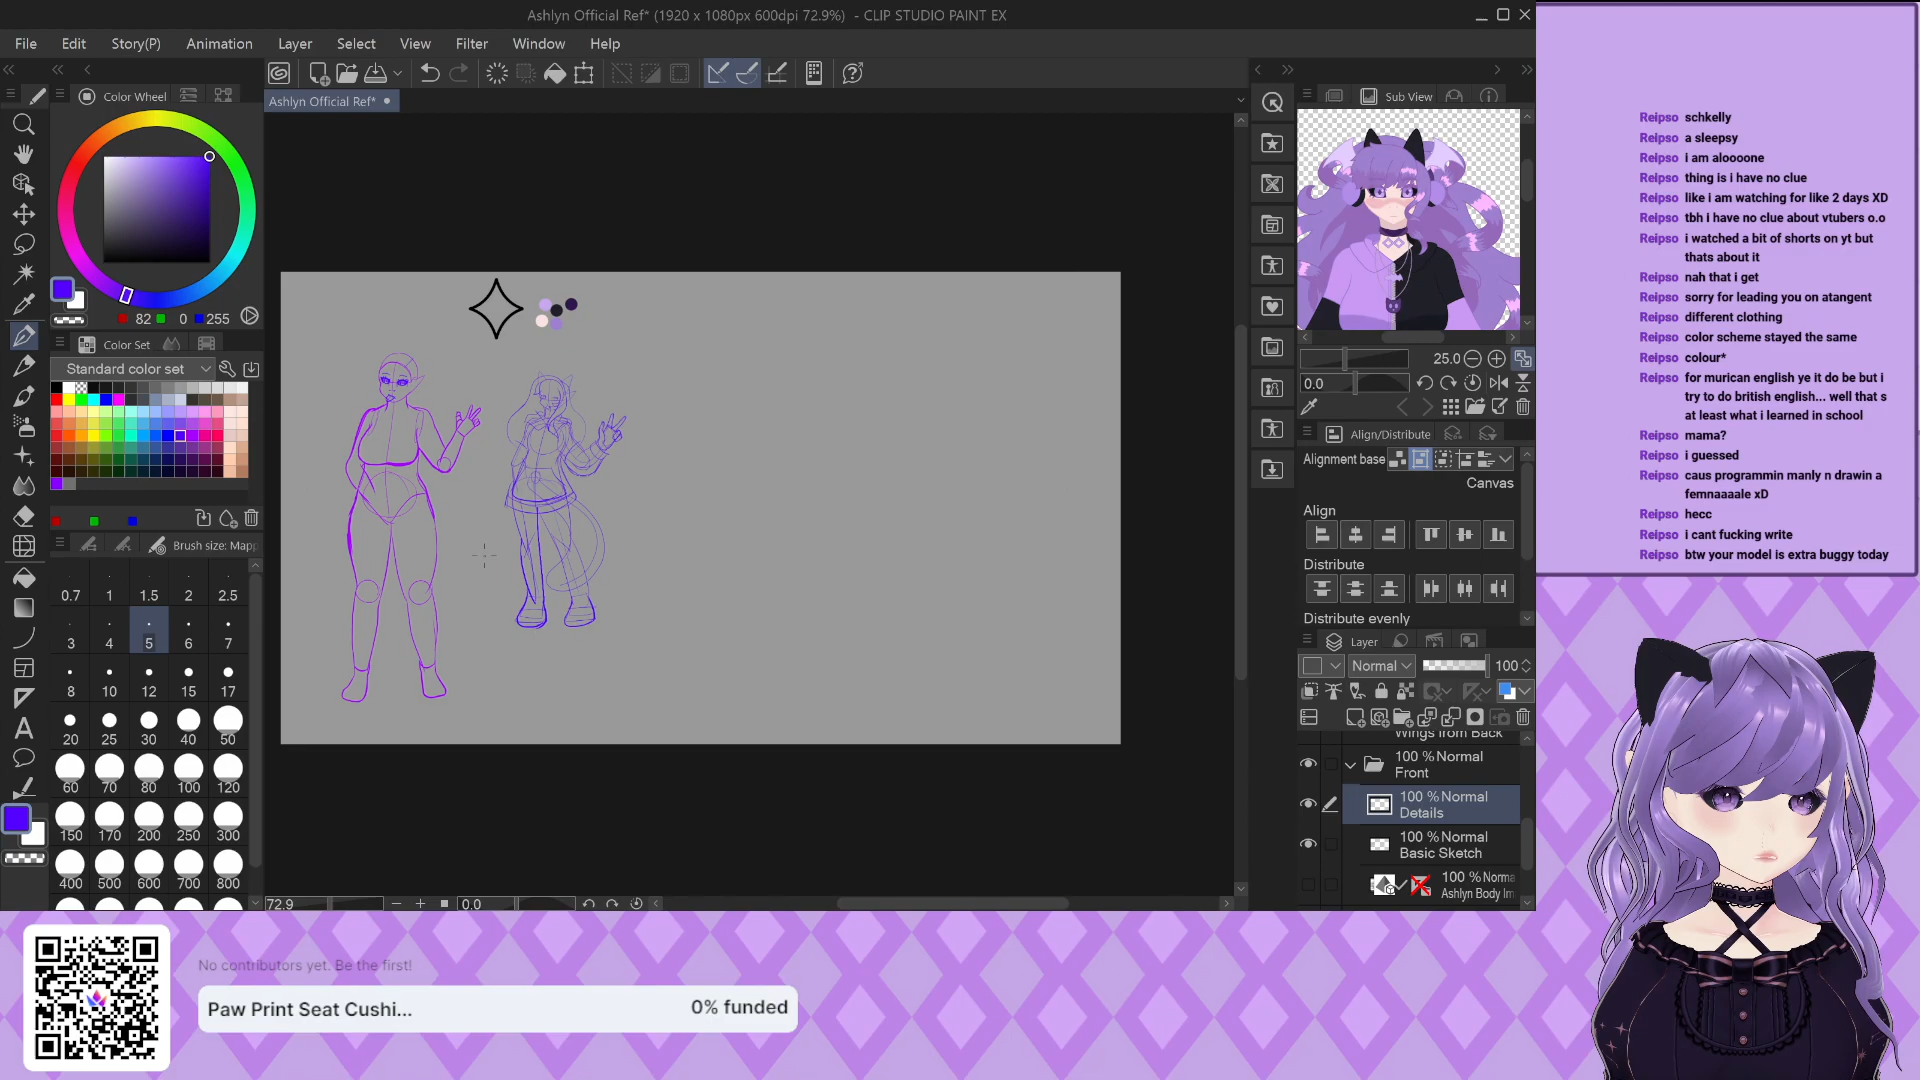 Ashlyn Official Ref* (1920 x 1080px 600dpi 72.9%) - CLIP STUDIO PAINT EX
File Edit Story(P) Animation Layer Select View Filter Window Help
Ashlyn Official Ref*
Color Wheel
82 0 255
Color Set
Standard color set
Brush size: Mapp
0.7 1 1.5 2 2.5
3 4 5 6 7
8 10 12 15 17
20 25 30 40 50
60 70 80 100 120
150 170 200 250 300
400 500 600 700 800
72.9
0.0
Sub View
25.0
0.0
Align/Distribute
Alignment base
Canvas
Align
Distribute
Distribute evenly
Layer
Normal 100
Wings from Back
100 % Normal
Front
100 % Normal
Details
100 % Normal
Basic Sketch
100 % Norma
Ashlyn Body Im
Reipso schkelly
Reipso a sleepsy
Reipso i am aloooone
Reipso thing is i have no clue
Reipso like i am watching for like 2 days XD
Reipso tbh i have no clue about vtubers o.o
Reipso i watched a bit of shorts on yt but
thats about it
Reipso nah that i get
Reipso sorry for leading you on atangent
Reipso different clothing
Reipso color scheme stayed the same
Reipso colour*
Reipso for murican english ye it do be but i
try to do british english... well that s
at least what i learned in school
Reipso mama?
Reipso i guessed
Reipso caus programmin manly n drawin a
femnaaaale xD
Reipso hecc
Reipso i cant fucking write
Reipso btw your model is extra buggy today
No contributors yet. Be the first!
Paw Print Seat Cushi... 0% funded